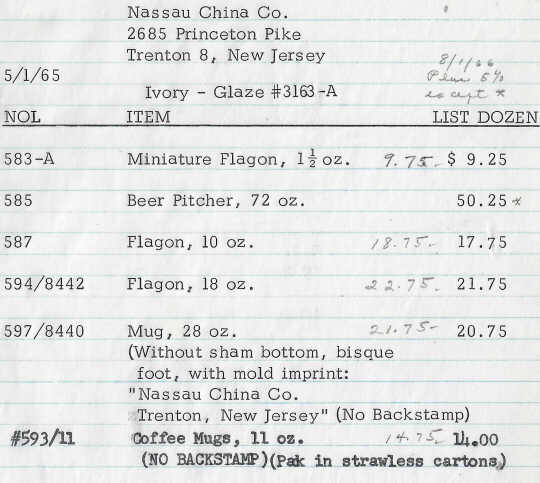 Nassau China Co.
2685 Princeton Pike
Trenton 8, New Jersey
5/1/65
8/1/66
Plus 5%
except *
Ivory - Glaze #3163-A
NOL ITEM LIST DOZEN
583-A Miniature Flagon, 1½ oz. 9.75- $ 9.25
585 Beer Pitcher, 72 oz. 50.25 *
587 Flagon, 10 oz. 18.75- 17.75
594/8442 Flagon, 18 oz. 22.75- 21.75
597/8440 Mug, 28 oz. 21.75- 20.75
(Without sham bottom, bisque
foot, with mold imprint:
"Nassau China Co.
Trenton, New Jersey" (No Backstamp)
#593/11 Coffee Mugs, 11 oz. 14.75- 14.00
(NO BACKSTAMP)(Pak in strawless cartons)